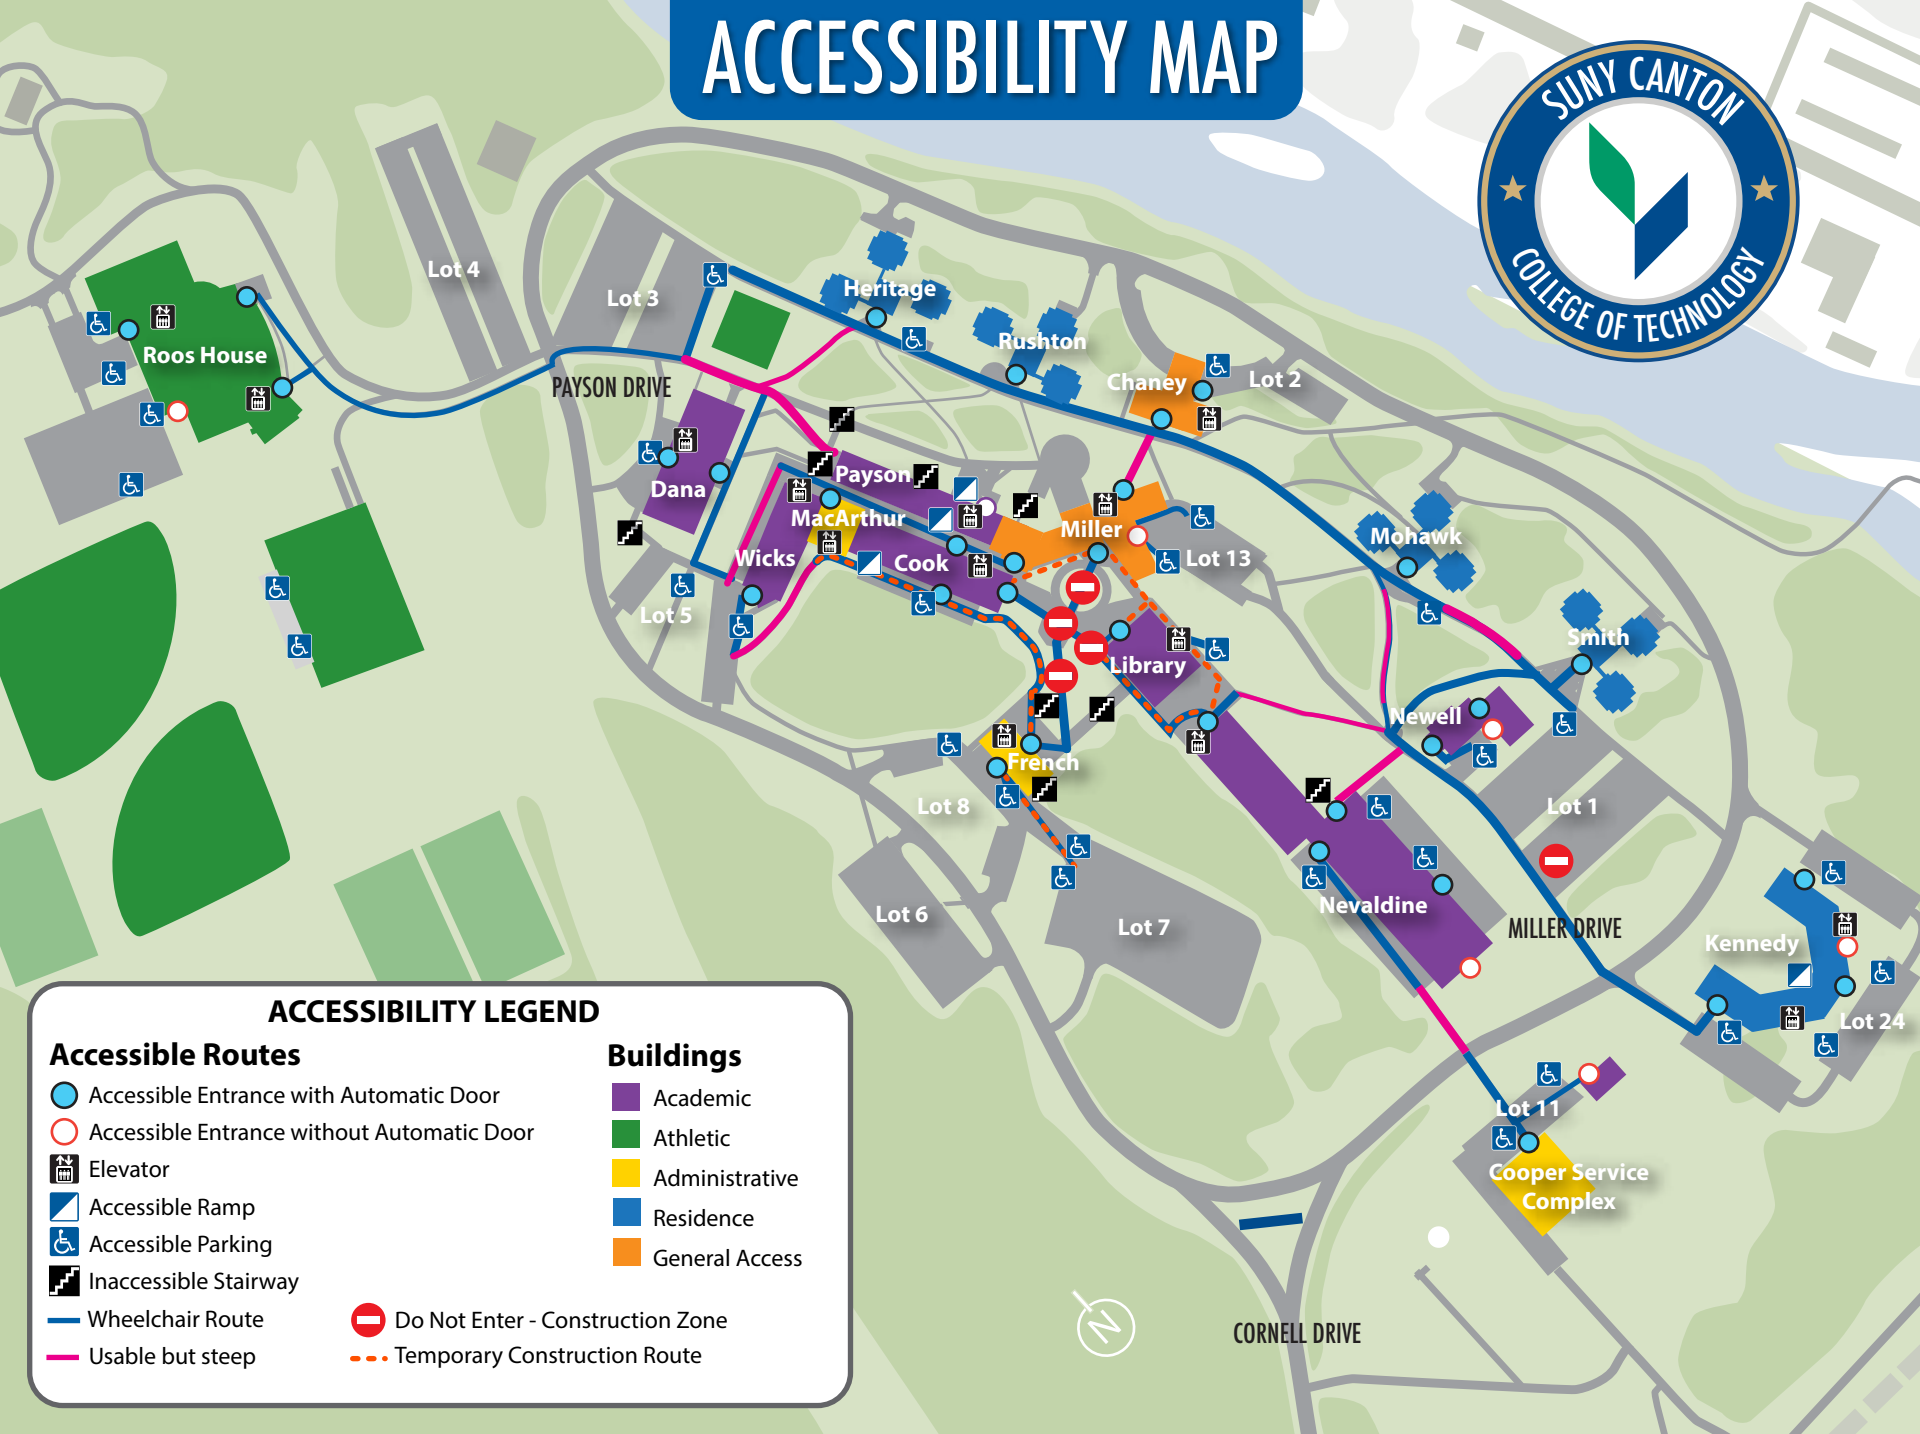 ACCESSIBILITY MAP
SUNY CANTON
COLLEGE OF TECHNOLOGY
Lot 4
Lot 3
Heritage
Rushton
Chaney
Lot 2
Roos House
PAYSON DRIVE
Dana
Payson
MacArthur
Miller
Wicks
Cook
Lot 13
Mohawk
Lot 5
Smith
Library
Newell
French
Lot 8
Lot 1
Nevaldine
Lot 6
Lot 7
MILLER DRIVE
Kennedy
Lot 24
Lot 11
Cooper Service
Complex
CORNELL DRIVE
N
ACCESSIBILITY LEGEND
Accessible Routes
Accessible Entrance with Automatic Door
Accessible Entrance without Automatic Door
Elevator
Accessible Ramp
Accessible Parking
Inaccessible Stairway
Wheelchair Route
Usable but steep
Do Not Enter - Construction Zone
Temporary Construction Route
Buildings
Academic
Athletic
Administrative
Residence
General Access